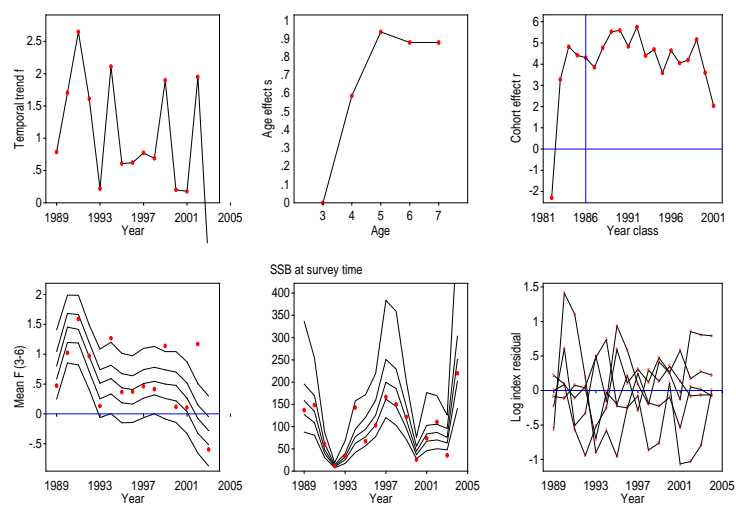 2.5
2
1.5
1
.5
0
Temporal trend f
1989 1993 1997 2001 2005
Year
1
.9
.8
.7
.6
.5
.4
.3
.2
.1
0
Age effect s
3 4 5 6 7
Age
6
5
4
3
2
1
0
-1
-2
Cohort effect r
1981 1986 1991 1996 2001
Year class
2
1.5
1
.5
0
-.5
Mean F (3-6)
1989 1993 1997 2001 2005
Year
SSB at survey time
400
350
300
250
200
150
100
50
0
1989 1993 1997 2001 2005
Year
1.5
1
0.5
0
-0.5
-1
Log index residual
1989 1993 1997 2001 2005
Year